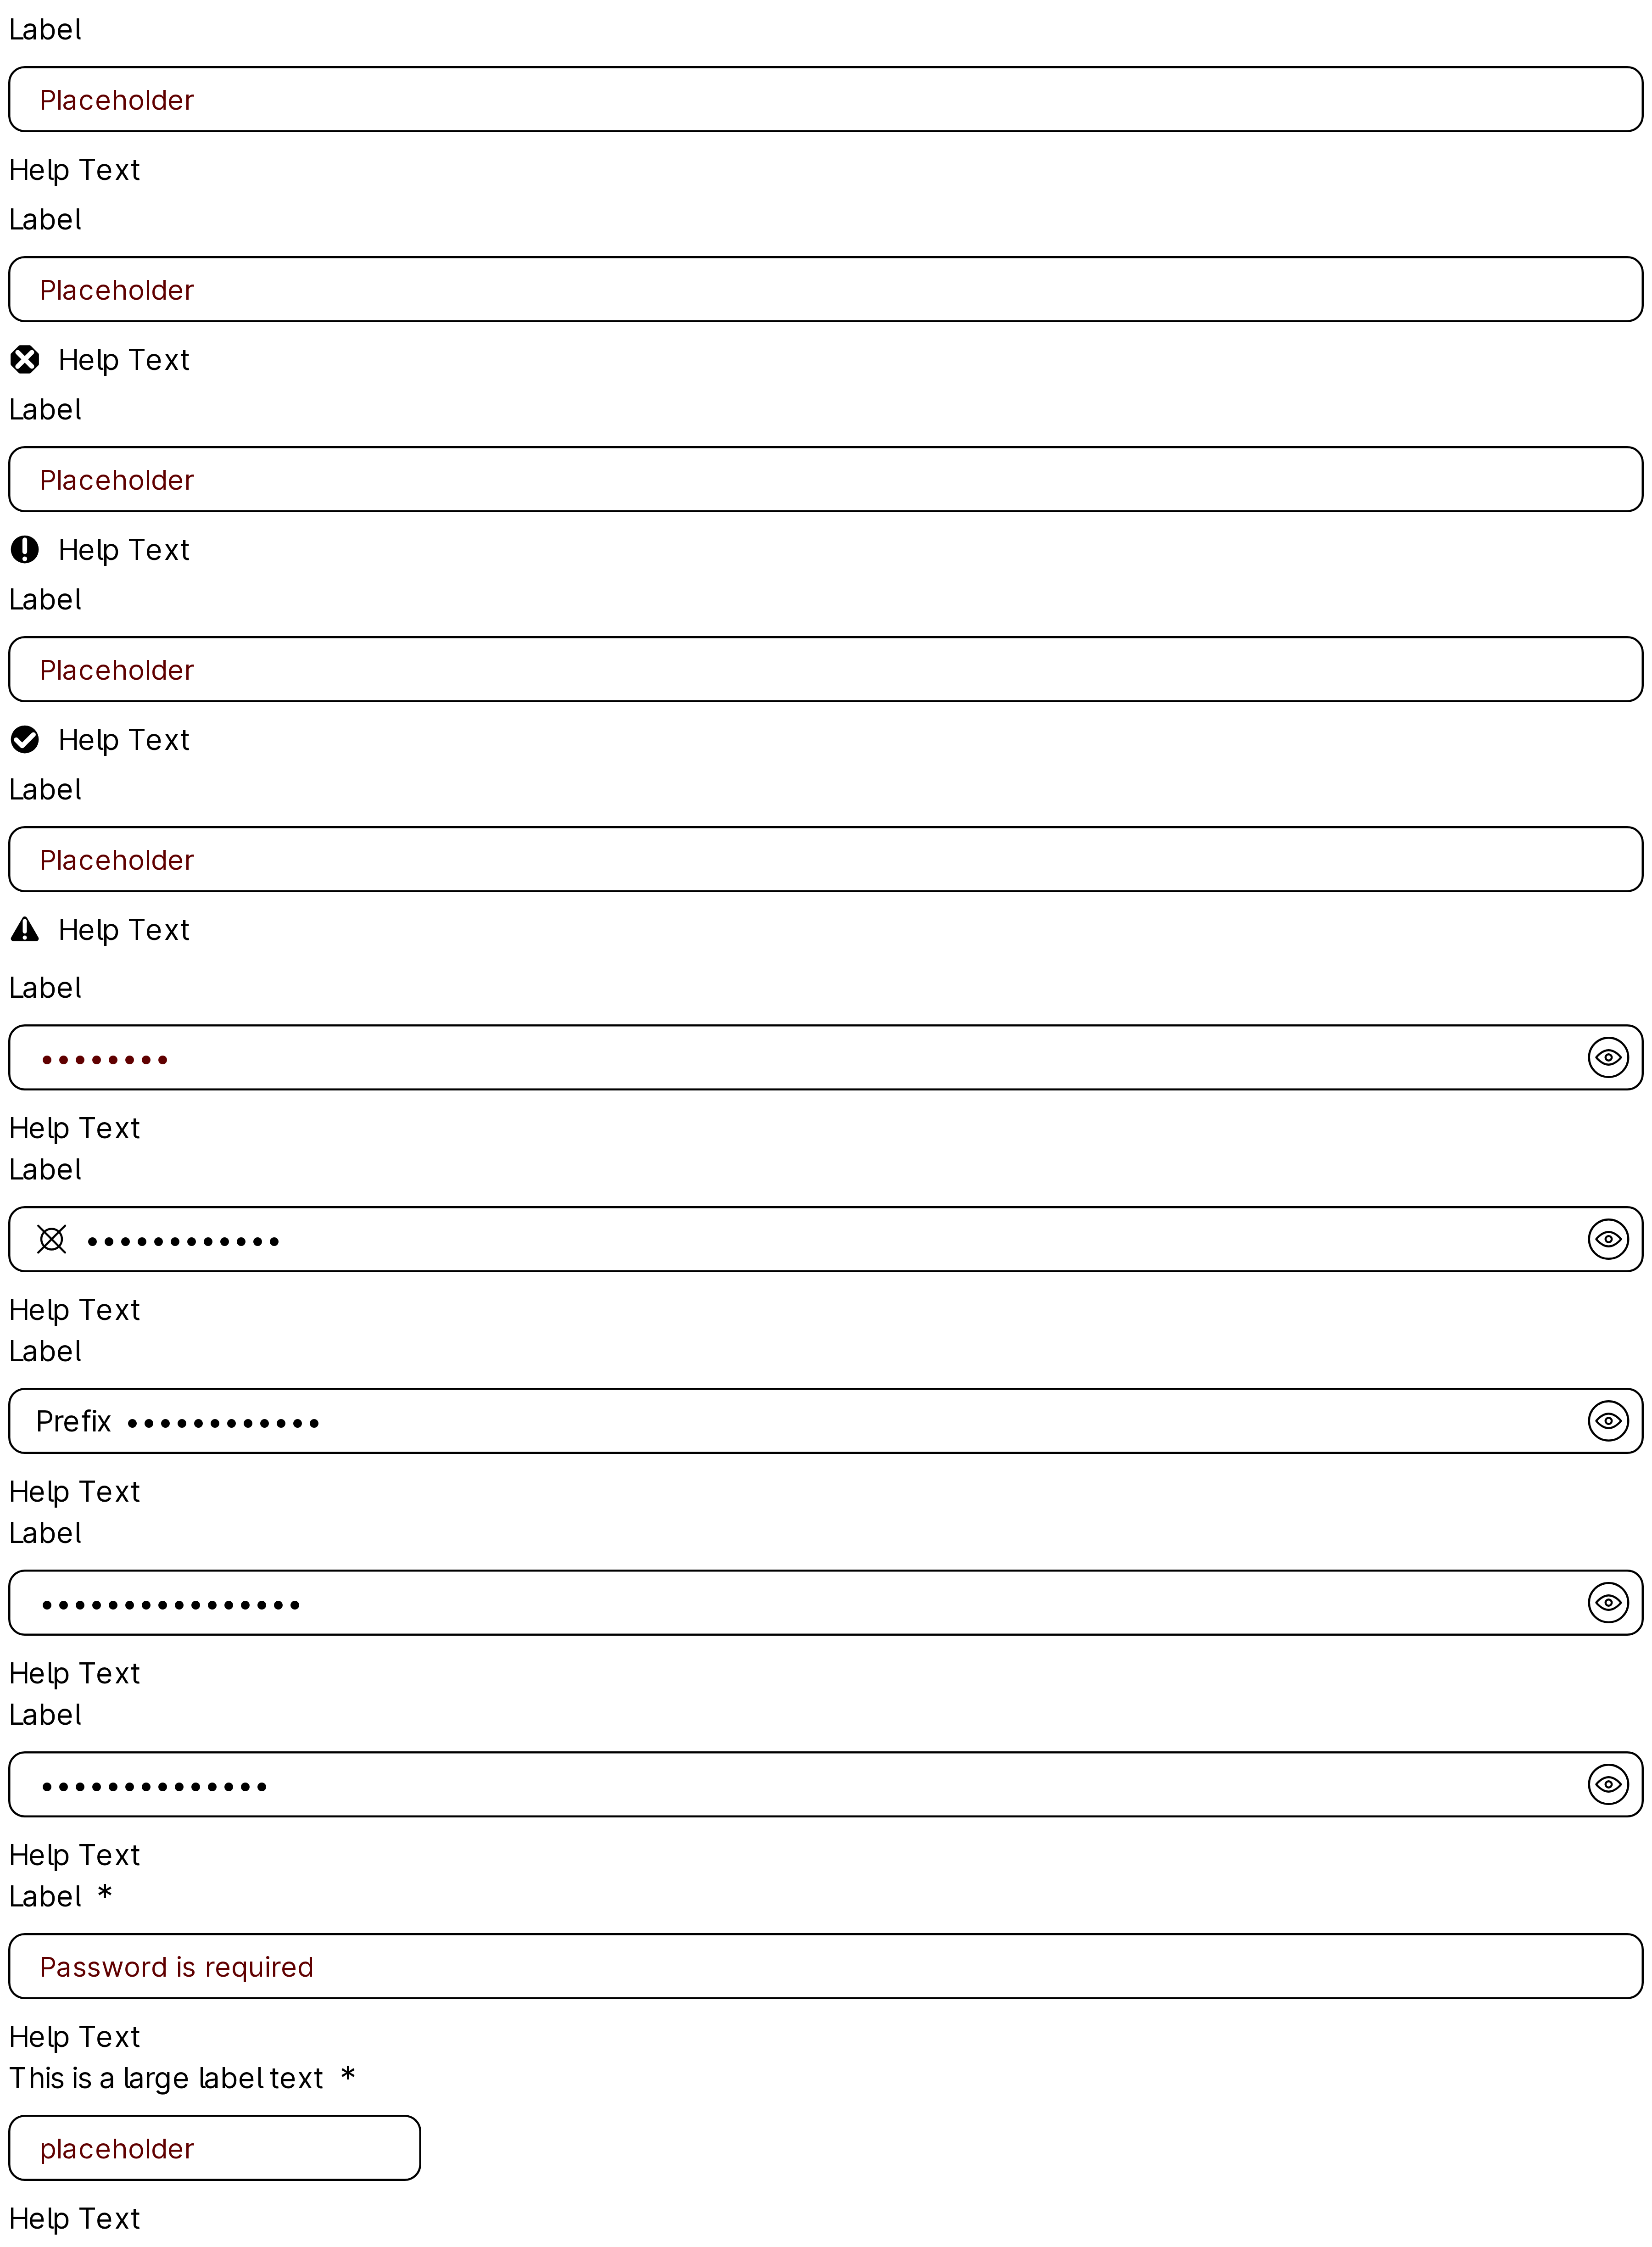 Label
Placeholder
Help Text
Label
Placeholder
Help Text
Label
Placeholder
Help Text
Label
Placeholder
Help Text
Label
Placeholder
Help Text
Label
••••••••
Help Text
Label
••••••••••••
Help Text
Label
Prefix ••••••••••••
Help Text
Label
••••••••••••••••
Help Text
Label
••••••••••••••
Help Text
Label *
Password is required
Help Text
This is a large label text *
placeholder
Help Text